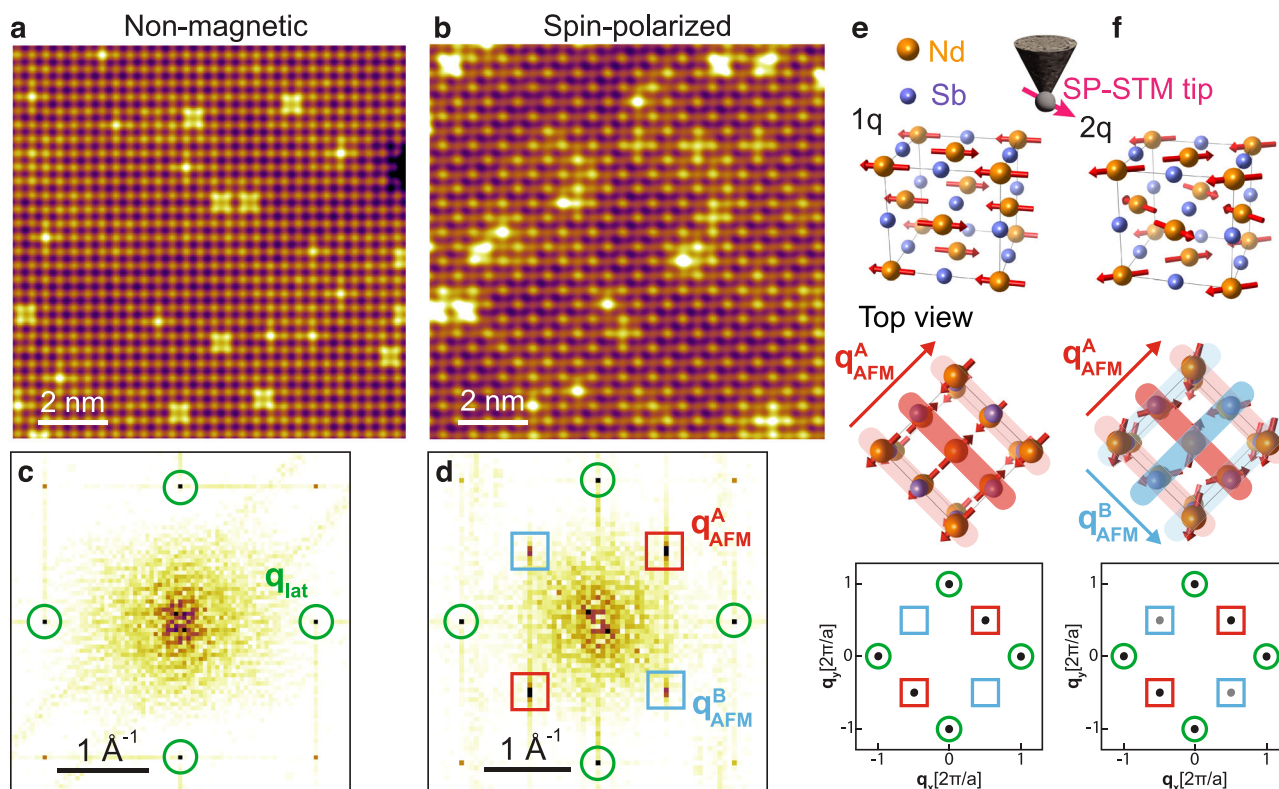 a Non-magnetic
b Spin-polarized
2 nm
2 nm
c
q_lat
1 Å⁻¹
d
q^A_AFM
q^B_AFM
1 Å⁻¹
e
f
Nd
Sb
SP-STM tip
1q
2q
Top view
q^A_AFM
q^A_AFM
q^B_AFM
q_y[2π/a]
1
0
-1
-1 0 1
q_x[2π/a]
q_y[2π/a]
1
0
-1
-1 0 1
q_x[2π/a]